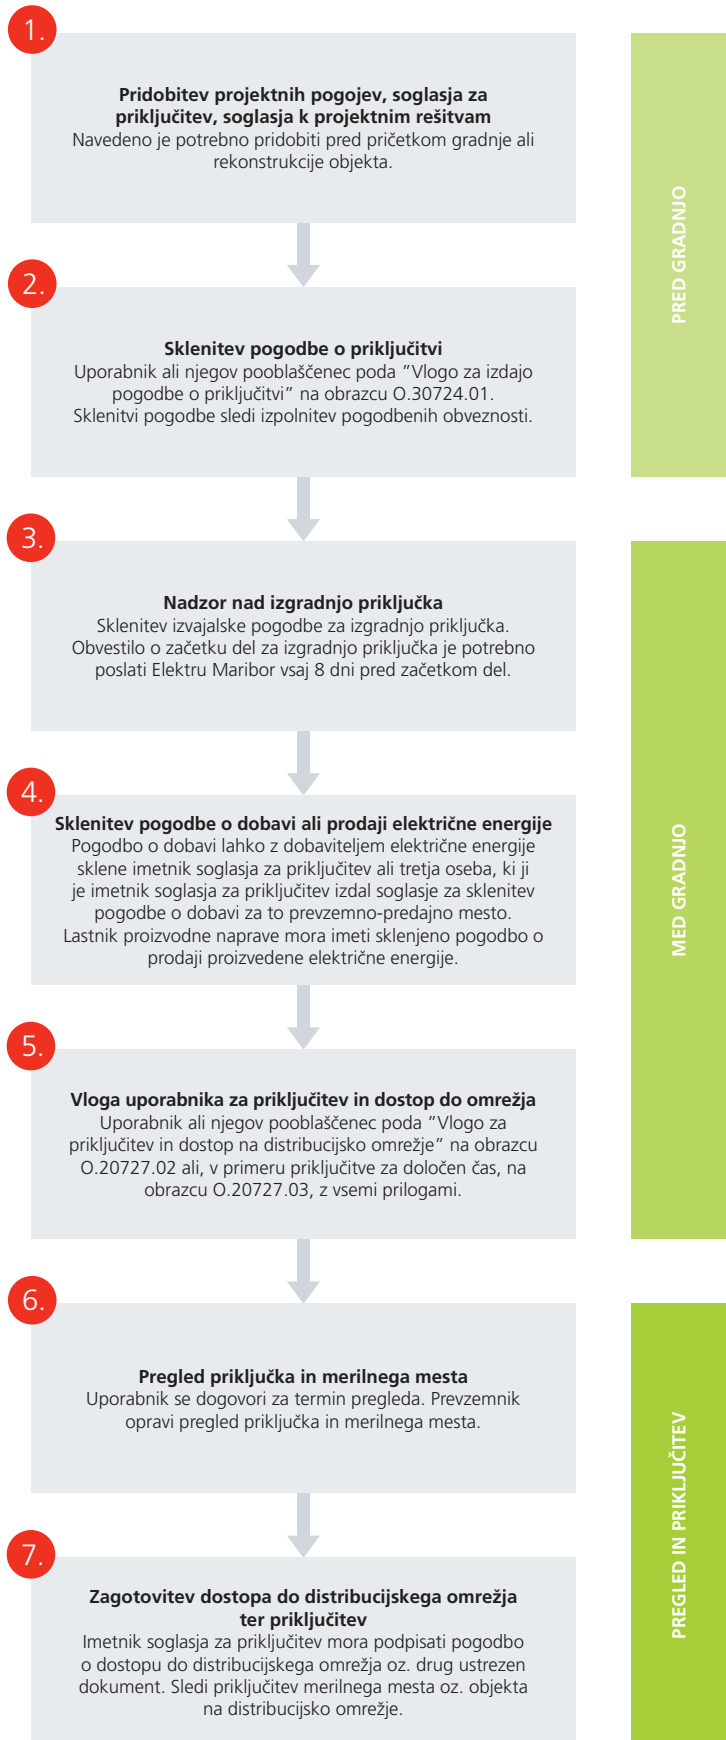 1.
Pridobitev projektnih pogojev, soglasja za
priključitev, soglasja k projektnim rešitvam
Navedeno je potrebno pridobiti pred pričetkom gradnje ali
rekonstrukcije objekta.
PRED GRADNJO
2.
Sklenitev pogodbe o priključitvi
Uporabnik ali njegov pooblaščenec poda “Vlogo za izdajo
pogodbe o priključitvi” na obrazcu O.30724.01.
Sklenitvi pogodbe sledi izpolnitev pogodbenih obveznosti.
3.
Nadzor nad izgradnjo priključka
Sklenitev izvajalske pogodbe za izgradnjo priključka.
Obvestilo o začetku del za izgradnjo priključka je potrebno
poslati Elektru Maribor vsaj 8 dni pred začetkom del.
4.
Sklenitev pogodbe o dobavi ali prodaji električne energije
Pogodbo o dobavi lahko z dobaviteljem električne energije
sklene imetnik soglasja za priključitev ali tretja oseba, ki ji
je imetnik soglasja za priključitev izdal soglasje za sklenitev
pogodbe o dobavi za to prevzemno-predajno mesto.
Lastnik proizvodne naprave mora imeti sklenjeno pogodbo o
prodaji proizvedene električne energije.
MED GRADNJO
5.
Vloga uporabnika za priključitev in dostop do omrežja
Uporabnik ali njegov pooblaščenec poda “Vlogo za
priključitev in dostop na distribucijsko omrežje” na obrazcu
O.20727.02 ali, v primeru priključitve za določen čas, na
obrazcu O.20727.03, z vsemi prilogami.
6.
Pregled priključka in merilnega mesta
Uporabnik se dogovori za termin pregleda. Prevzemnik
opravi pregled priključka in merilnega mesta.
PREGLED IN PRIKLJUČITEV
7.
Zagotovitev dostopa do distribucijskega omrežja
ter priključitev
Imetnik soglasja za priključitev mora podpisati pogodbo
o dostopu do distribucijskega omrežja oz. drug ustrezen
dokument. Sledi priključitev merilnega mesta oz. objekta
na distribucijsko omrežje.